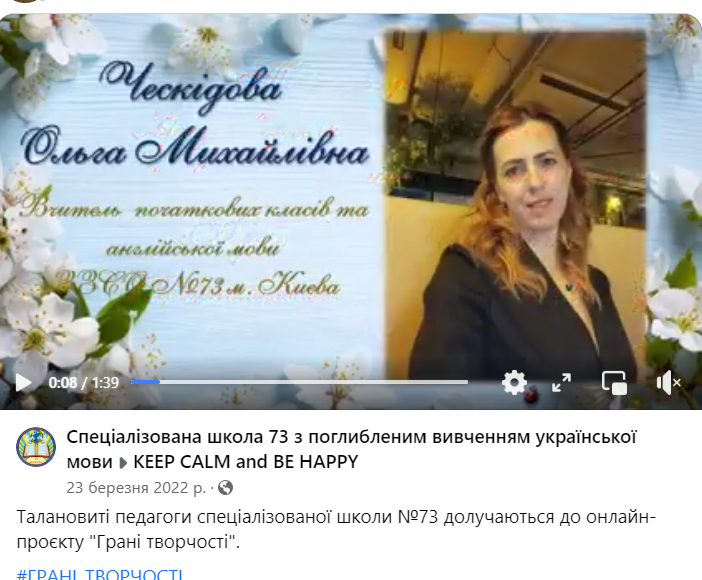 Ческідова
Ольга Михайлівна
Вчитель початкових класів та
англійської мови
ЗЗСО №73 м. Києва
0:08 / 1:39
Спеціалізована школа 73 з поглибленим вивченням української
мови ▸ KEEP CALM and BE HAPPY
23 березня 2022 р. ·
Талановиті педагоги спеціалізованої школи №73 долучаються до онлайн-
проєкту "Грані творчості".
#ГРАНІ_ТВОРЧОСТІ